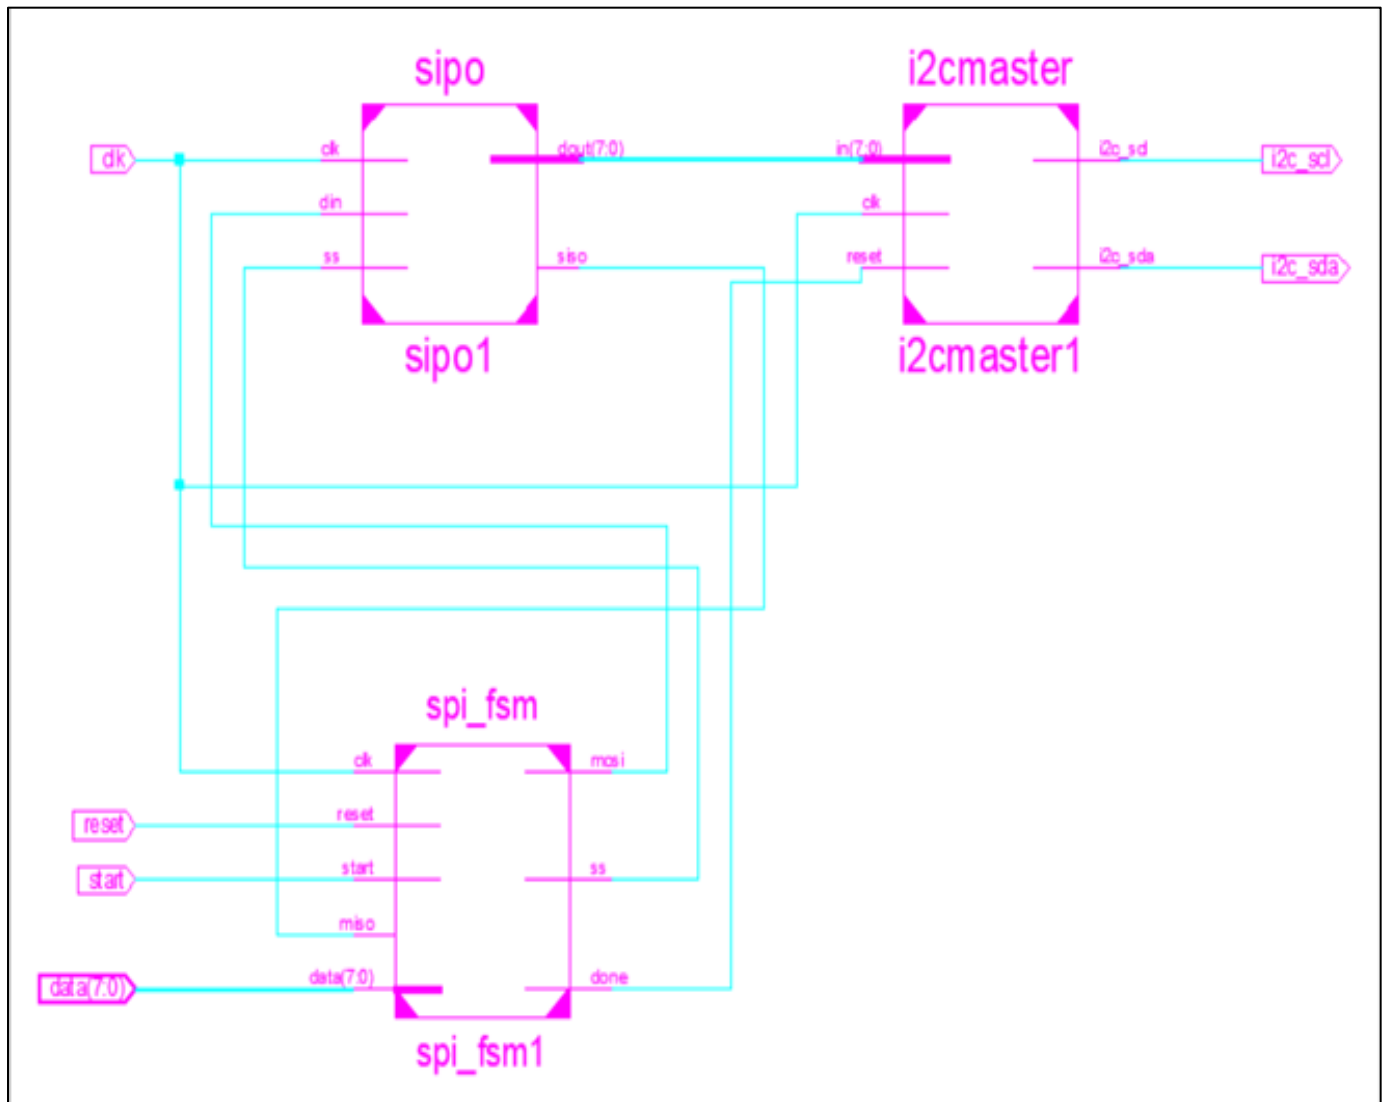 sipo
i2cmaster
clk
clk
dout(7:0)
in(7:0)
i2c_sd
i2c_scl
din
clk
ss
siso
reset
i2c_sda
i2c_sda
sipo1
i2cmaster1
spi_fsm
clk
mosi
reset
reset
start
start
ss
miso
data(7:0)
data(7:0)
done
spi_fsm1